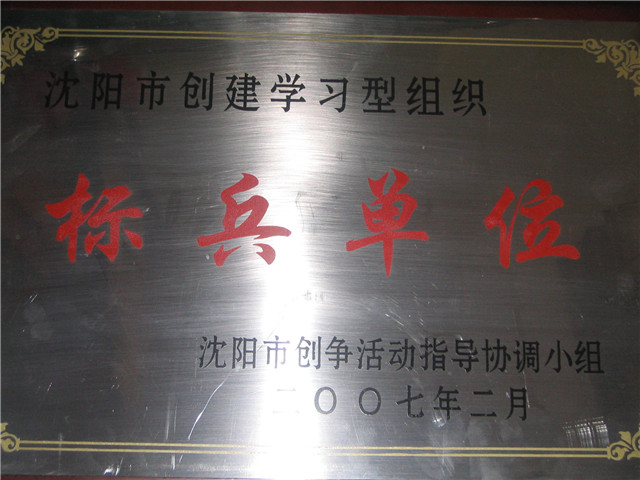 沈阳市创建学习型组织
标兵单位
沈阳市创争活动指导协调小组
二〇〇七年二月